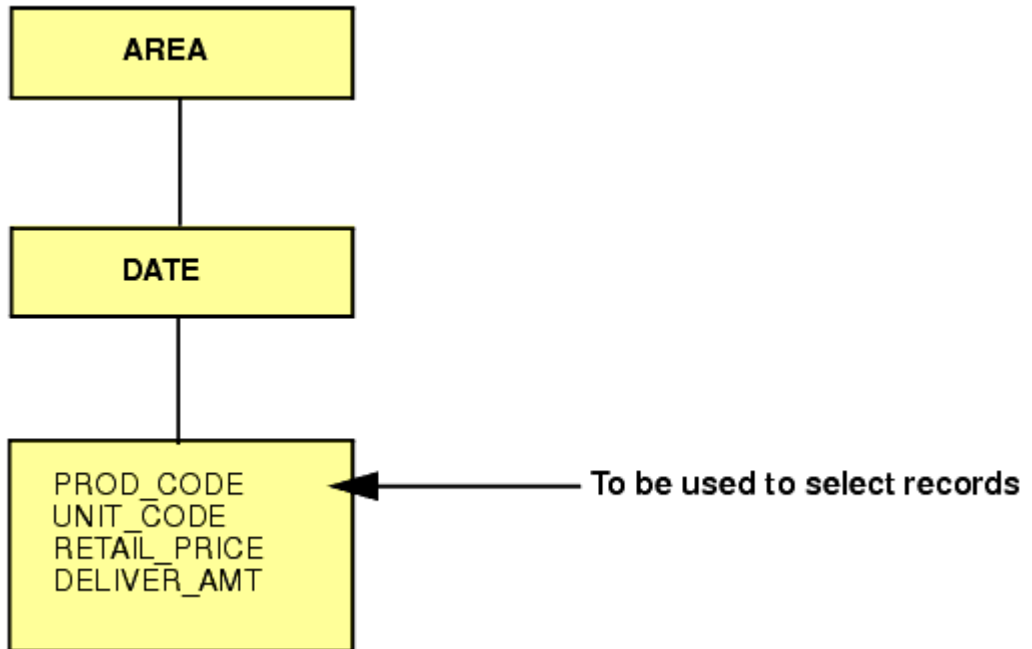 AREA
DATE
PROD_CODE
To be used to select records
UNIT_CODE
RETAIL_PRICE
DELIVER_AMT